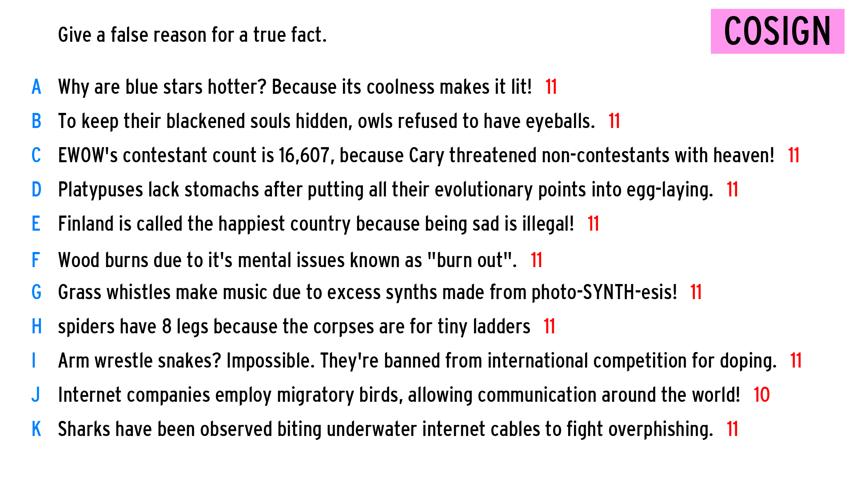 Give a false reason for a true fact.
COSIGN
A Why are blue stars hotter? Because its coolness makes it lit! 11
B To keep their blackened souls hidden, owls refused to have eyeballs. 11
C EWOW's contestant count is 16,607, because Cary threatened non-contestants with heaven! 11
D Platypuses lack stomachs after putting all their evolutionary points into egg-laying. 11
E Finland is called the happiest country because being sad is illegal! 11
F Wood burns due to it's mental issues known as "burn out". 11
G Grass whistles make music due to excess synths made from photo-SYNTH-esis! 11
H spiders have 8 legs because the corpses are for tiny ladders 11
I Arm wrestle snakes? Impossible. They're banned from international competition for doping. 11
J Internet companies employ migratory birds, allowing communication around the world! 10
K Sharks have been observed biting underwater internet cables to fight overphishing. 11